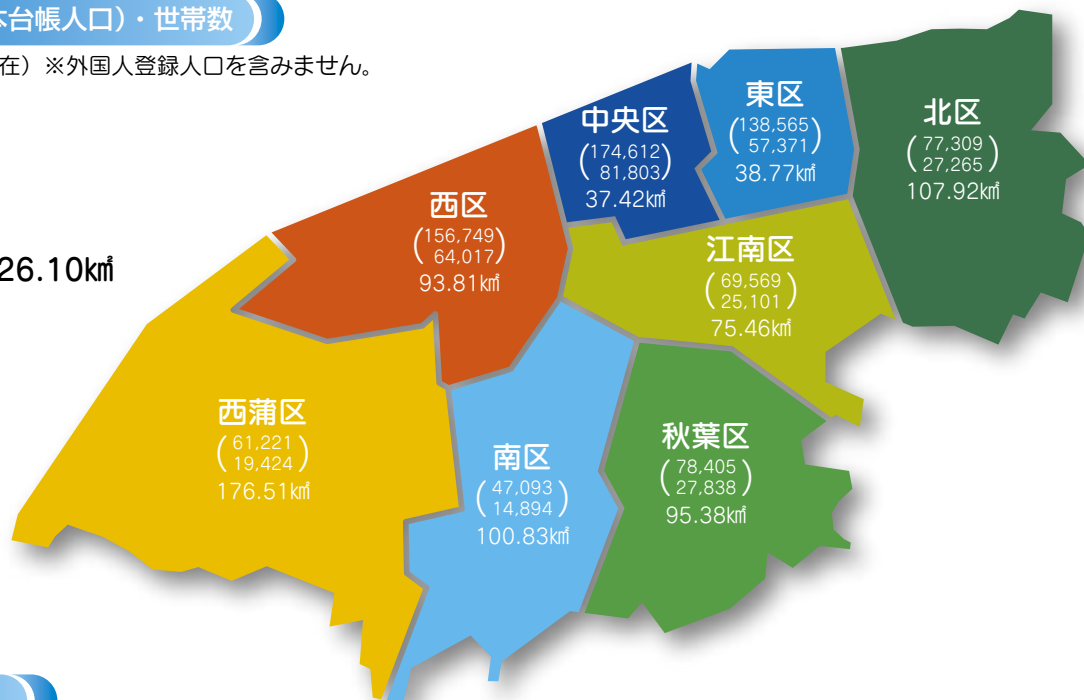 本台帳人口)・世帯数
在）※外国人登録人口を含みません。
26.10k㎡
中央区
(174,612
81,803)
37.42k㎡
東区
(138,565
57,371)
38.77k㎡
北区
(77,309
27,265)
107.92k㎡
西区
(156,749
64,017)
93.81k㎡
江南区
(69,569
25,101)
75.46k㎡
西蒲区
(61,221
19,424)
176.51k㎡
南区
(47,093
14,894)
100.83k㎡
秋葉区
(78,405
27,838)
95.38k㎡